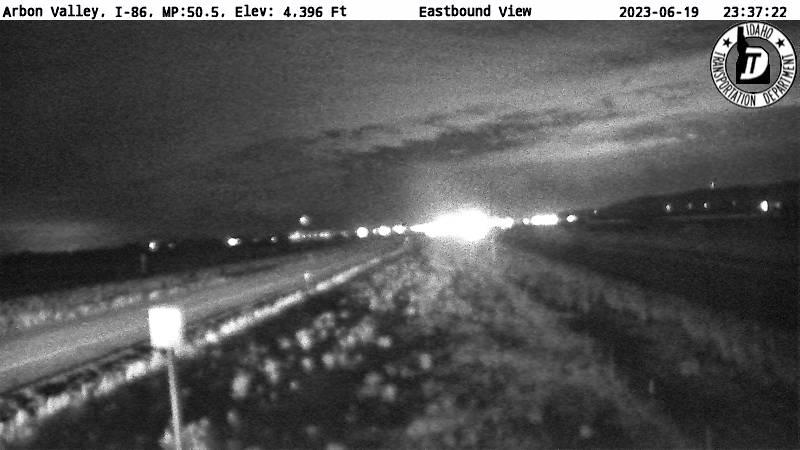 Arbon Valley, I-86, MP:50.5, Elev: 4,396 Ft Eastbound View 2023-06-19 23:37:22
IDAHO
TRANSPORTATION DEPARTMENT